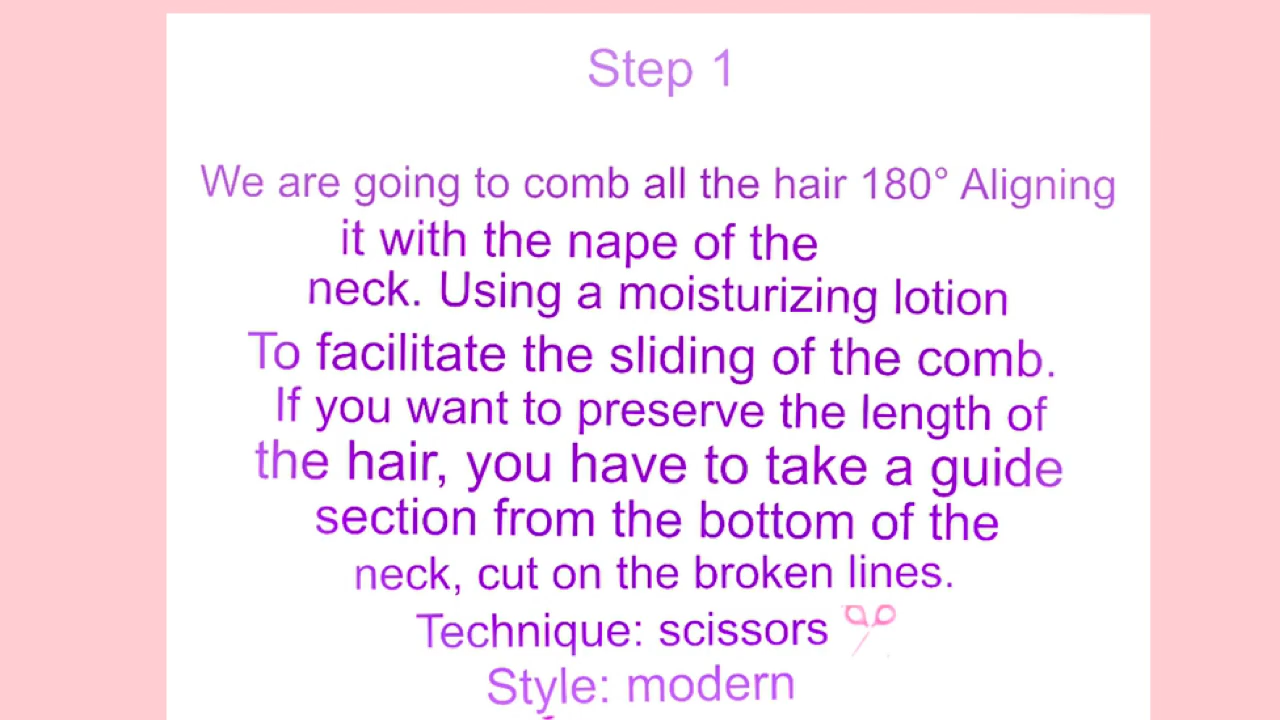 Step 1
We are going to comb all the hair 180° Aligning
it with the nape of the
neck. Using a moisturizing lotion
To facilitate the sliding of the comb.
If you want to preserve the length of
the hair, you have to take a guide
section from the bottom of the
neck, cut on the broken lines.
Technique: scissors
Style: modern